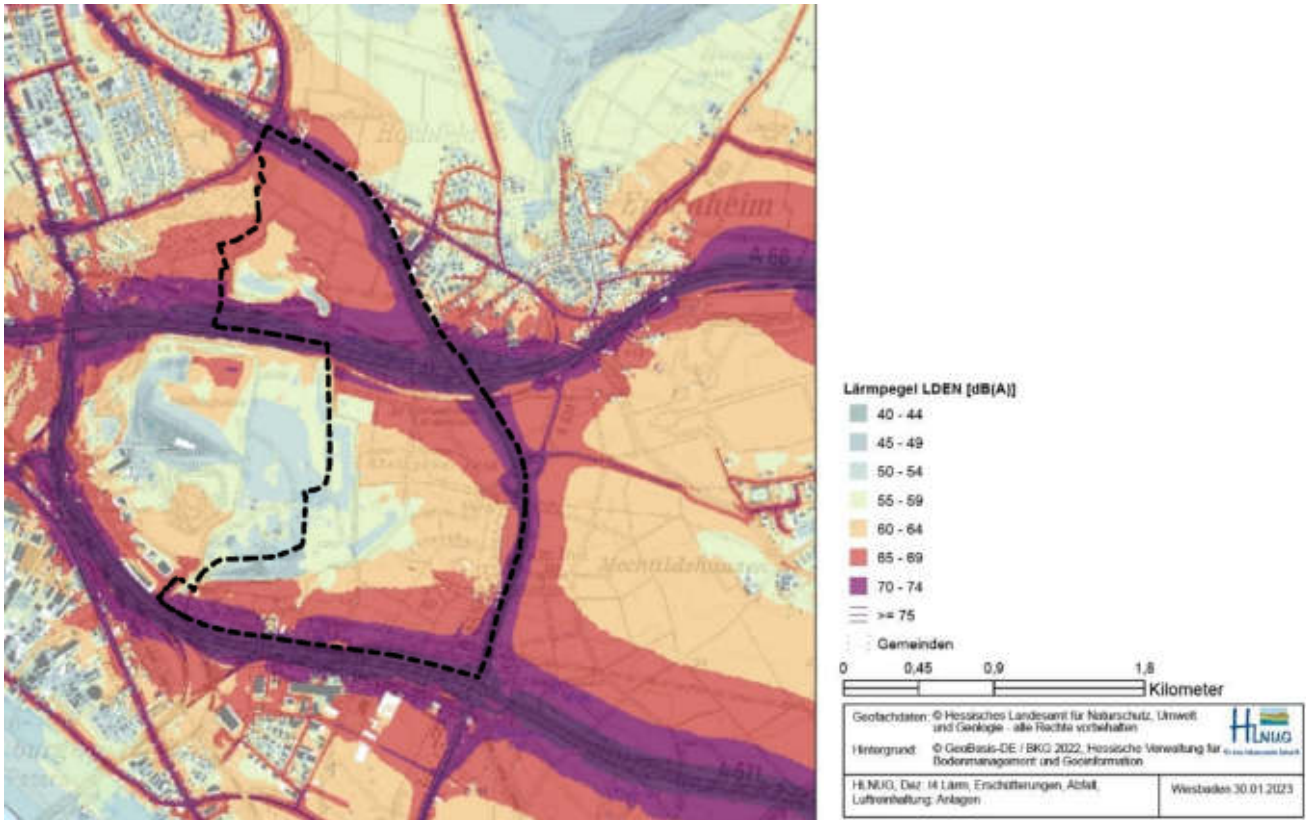 Hochfeld
A 66
Mechtildshausen
Lärmpegel LDEN [dB(A)]
40 - 44
45 - 49
50 - 54
55 - 59
60 - 64
65 - 69
70 - 74
>= 75
Gemeinden
0 0,45 0,9 1,8
Kilometer
Geofachdaten: © Hessisches Landesamt für Naturschutz, Umwelt
und Geologie - alle Rechte vorbehalten
HLNUG
Hintergrund: © GeoBasis-DE / BKG 2022, Hessische Verwaltung für
Bodenmanagement und Geoinformation
HLNUG, Dez. I4 Lärm, Erschütterungen, Abfall,
Luftreinhaltung: Anlagen
Wiesbaden 30.01.2023